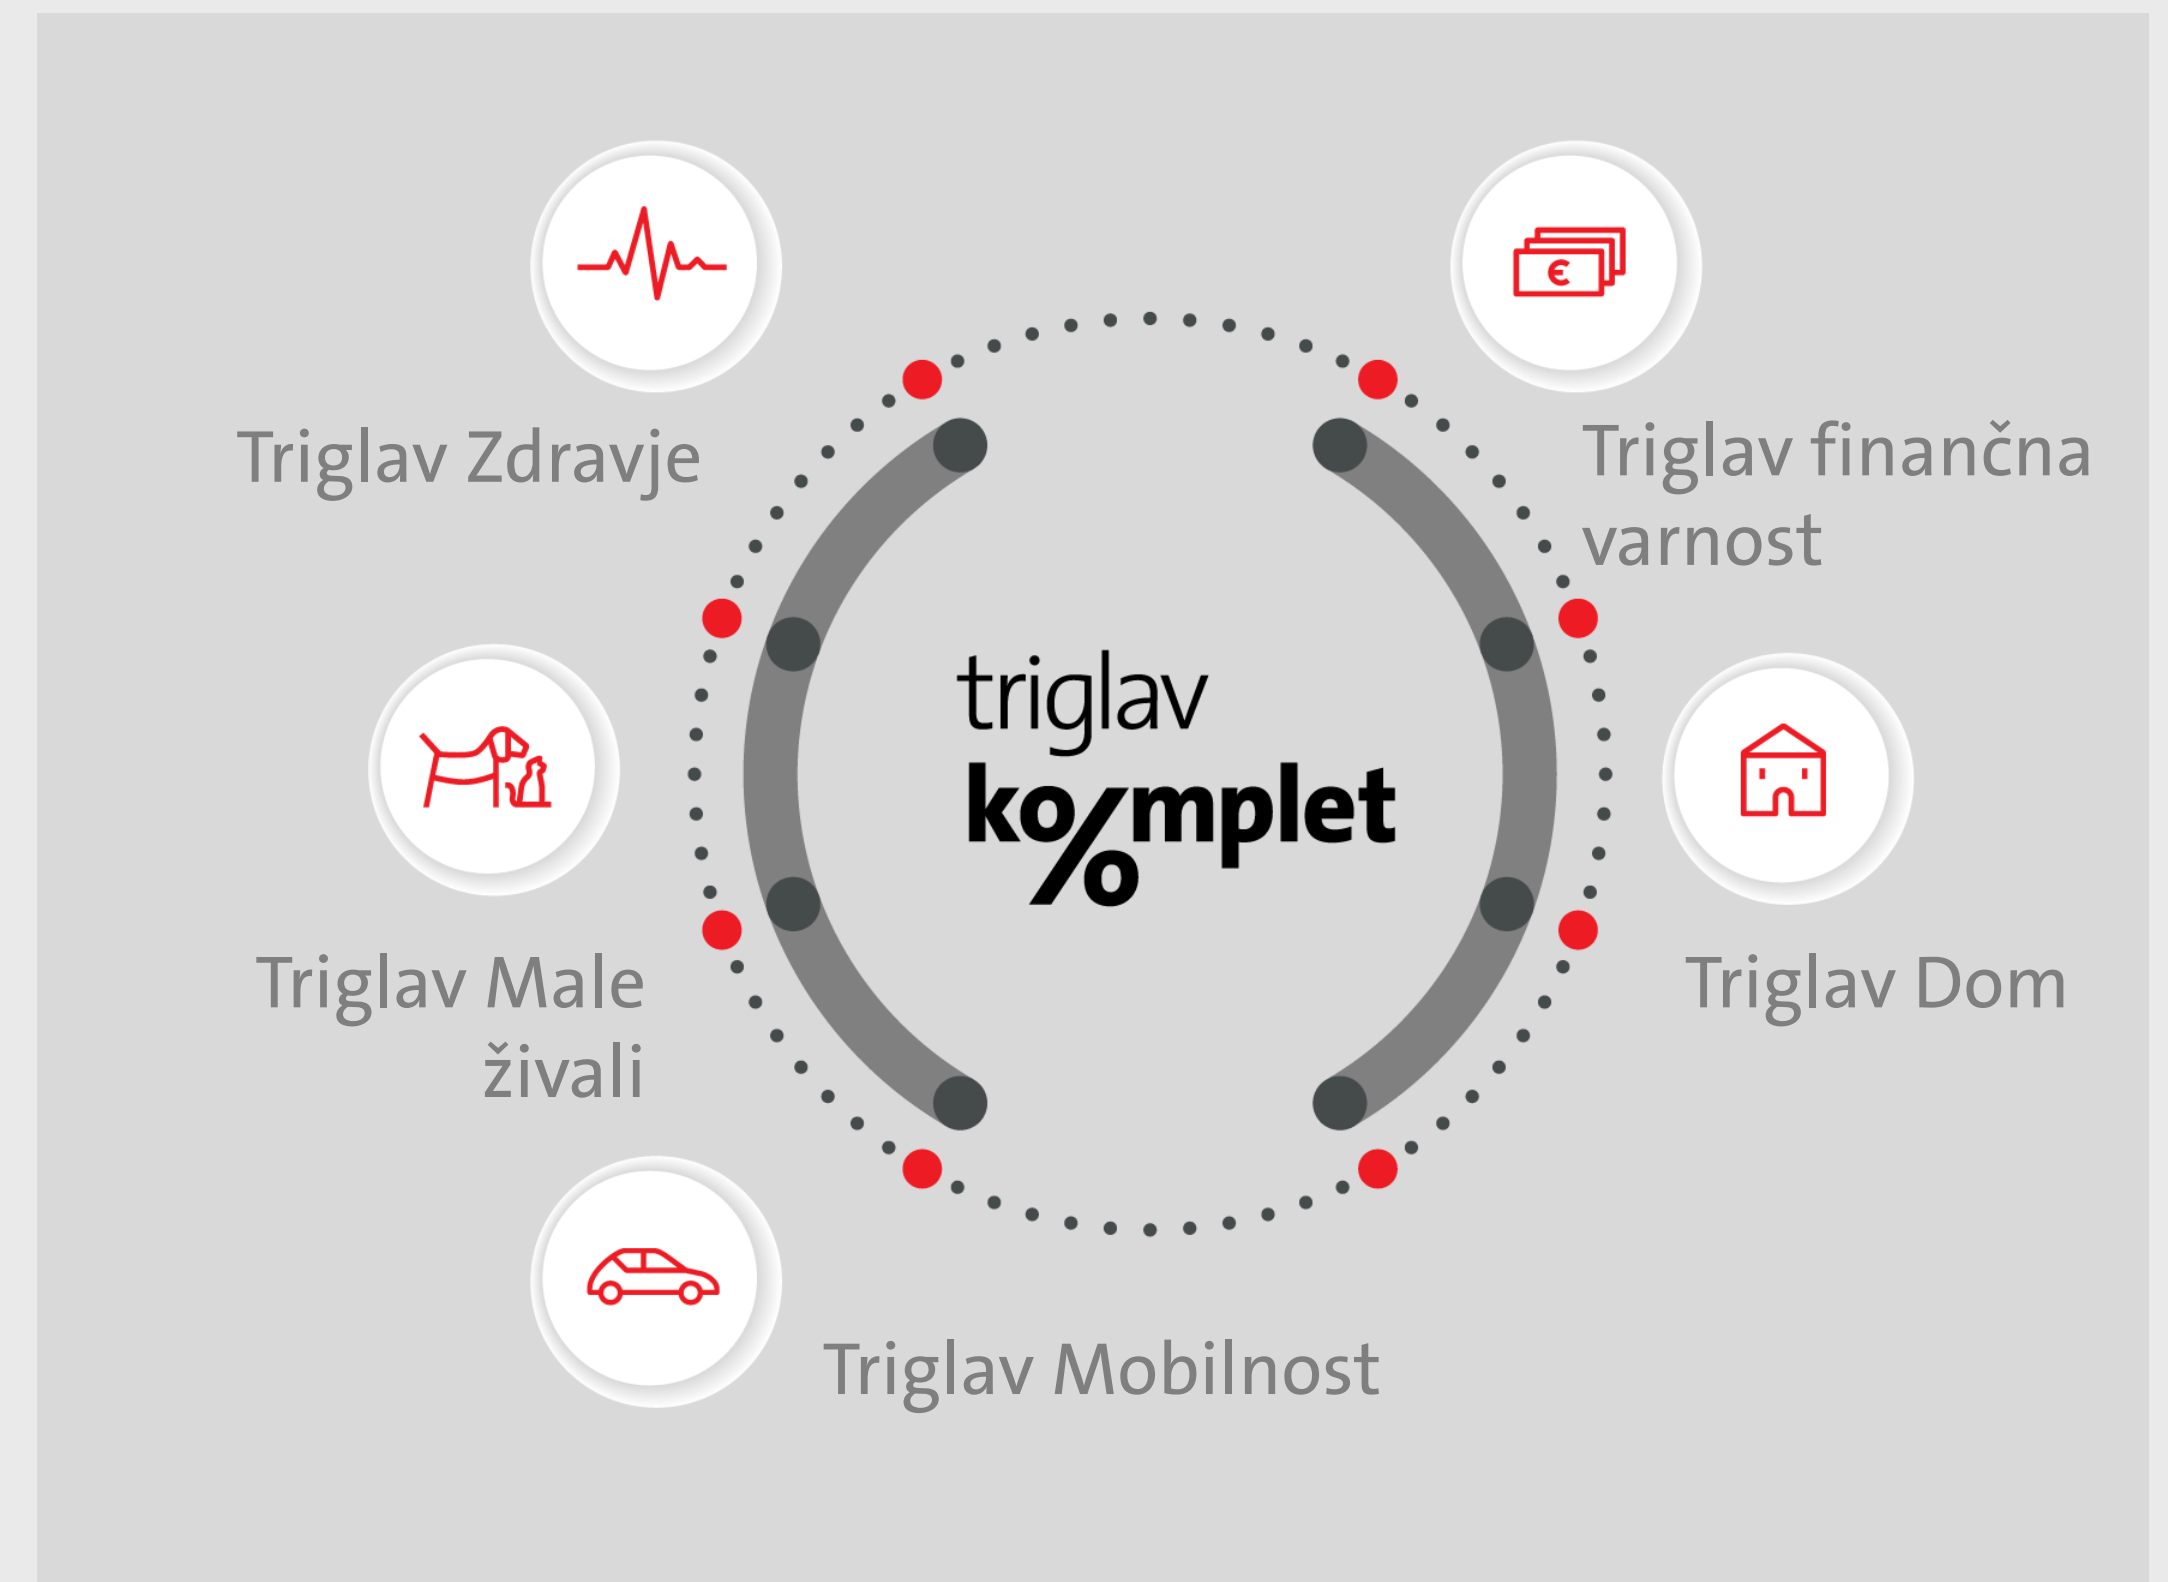 Triglav Zdravje
Triglav finančna
varnost
triglav
ko%mplet
Triglav Male
živali
Triglav Dom
Triglav Mobilnost